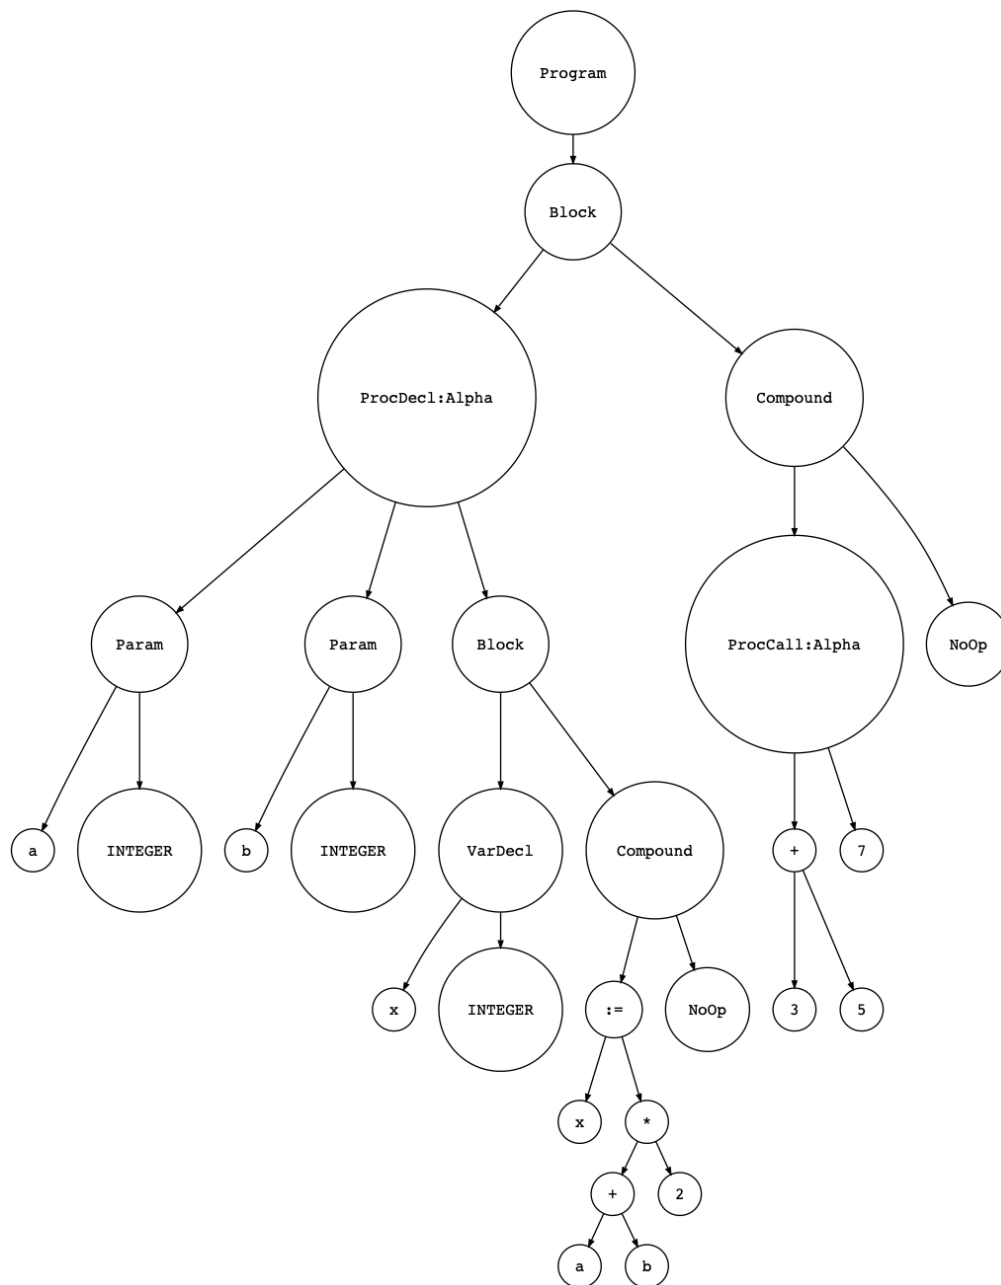 Program
Block
ProcDecl:Alpha
Compound
Param
Param
Block
ProcCall:Alpha
NoOp
a
INTEGER
b
INTEGER
VarDecl
Compound
+
7
x
INTEGER
:=
NoOp
3
5
x
*
+
2
a
b